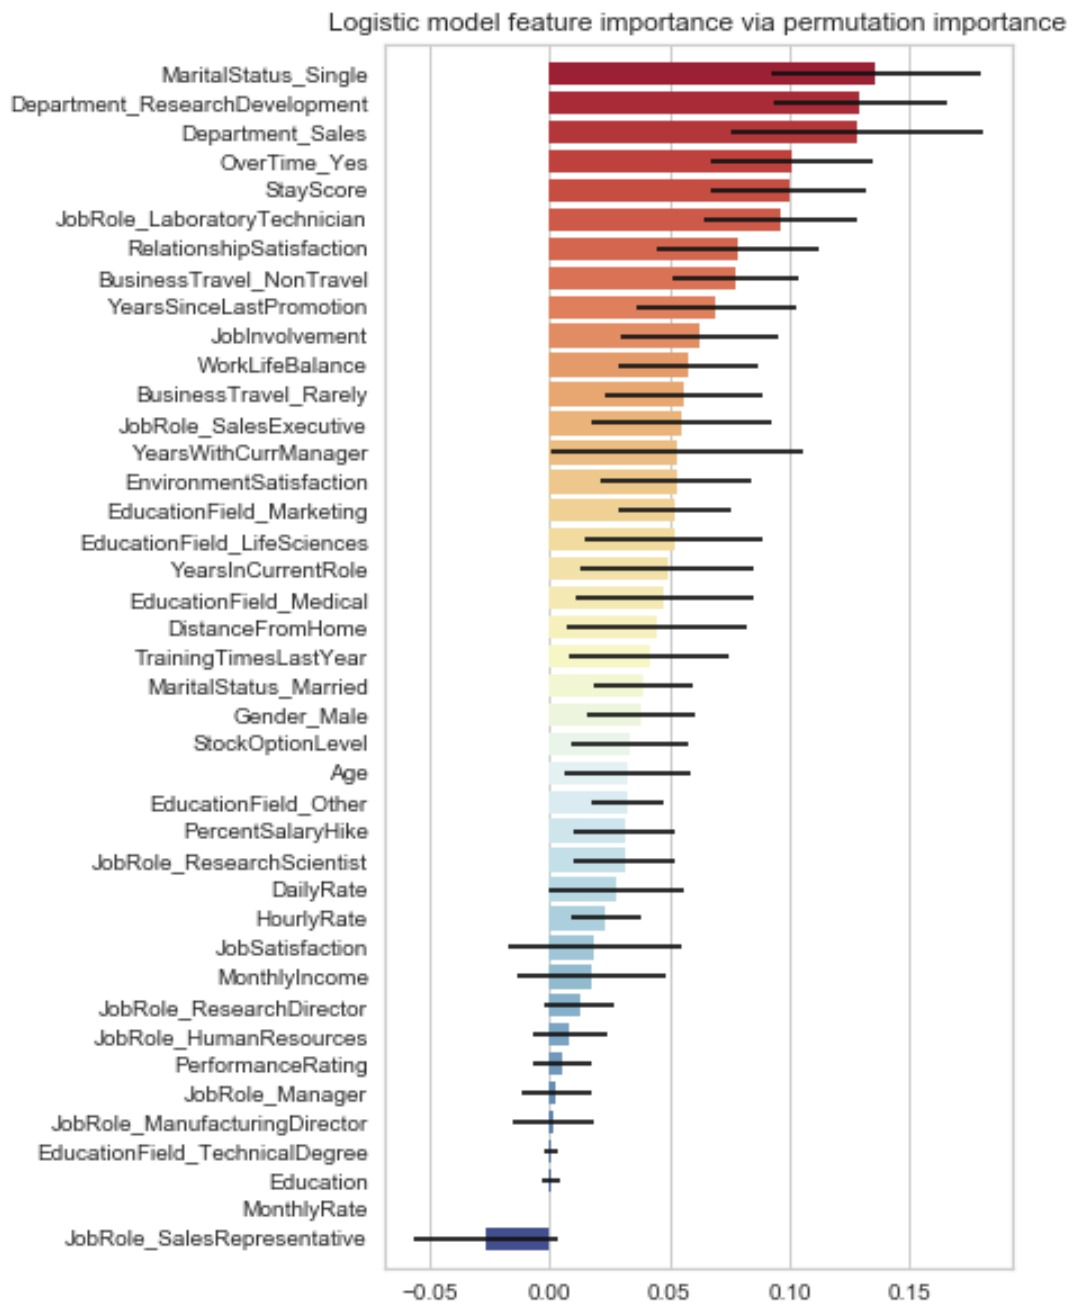 Logistic model feature importance via permutation importance
MaritalStatus_Single
Department_ResearchDevelopment
Department_Sales
OverTime_Yes
StayScore
JobRole_LaboratoryTechnician
RelationshipSatisfaction
BusinessTravel_NonTravel
YearsSinceLastPromotion
JobInvolvement
WorkLifeBalance
BusinessTravel_Rarely
JobRole_SalesExecutive
YearsWithCurrManager
EnvironmentSatisfaction
EducationField_Marketing
EducationField_LifeSciences
YearsInCurrentRole
EducationField_Medical
DistanceFromHome
TrainingTimesLastYear
MaritalStatus_Married
Gender_Male
StockOptionLevel
Age
EducationField_Other
PercentSalaryHike
JobRole_ResearchScientist
DailyRate
HourlyRate
JobSatisfaction
MonthlyIncome
JobRole_ResearchDirector
JobRole_HumanResources
PerformanceRating
JobRole_Manager
JobRole_ManufacturingDirector
EducationField_TechnicalDegree
Education
MonthlyRate
JobRole_SalesRepresentative
−0.05 0.00 0.05 0.10 0.15